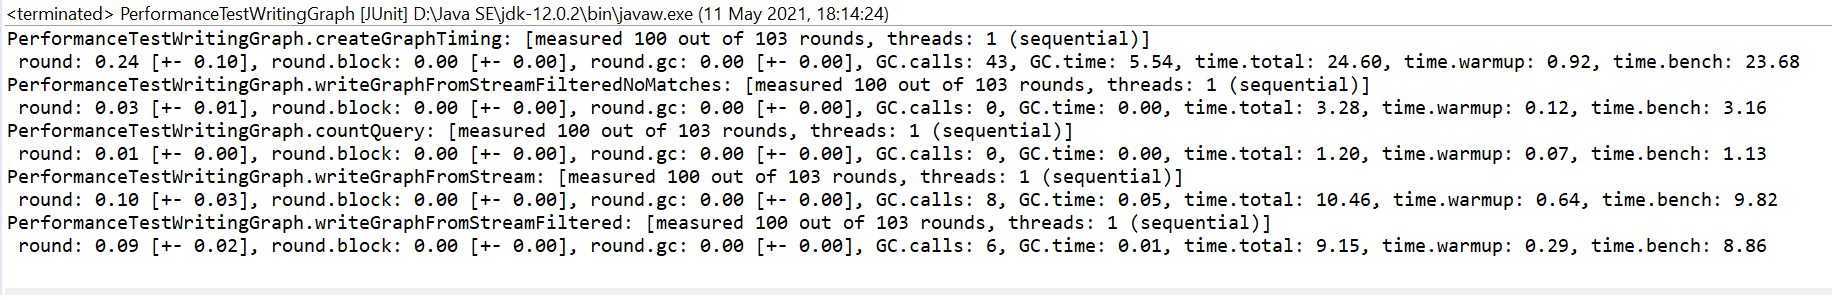 <terminated> PerformanceTestWritingGraph [JUnit] D:\Java SE\jdk-12.0.2\bin\javaw.exe (11 May 2021, 18:14:24)
PerformanceTestWritingGraph.createGraphTiming: [measured 100 out of 103 rounds, threads: 1 (sequential)]
round: 0.24 [+- 0.10], round.block: 0.00 [+- 0.00], round.gc: 0.00 [+- 0.00], GC.calls: 43, GC.time: 5.54, time.total: 24.60, time.warmup: 0.92, time.bench: 23.68
PerformanceTestWritingGraph.writeGraphFromStreamFilteredNoMatches: [measured 100 out of 103 rounds, threads: 1 (sequential)]
round: 0.03 [+- 0.01], round.block: 0.00 [+- 0.00], round.gc: 0.00 [+- 0.00], GC.calls: 0, GC.time: 0.00, time.total: 3.28, time.warmup: 0.12, time.bench: 3.16
PerformanceTestWritingGraph.countQuery: [measured 100 out of 103 rounds, threads: 1 (sequential)]
round: 0.01 [+- 0.00], round.block: 0.00 [+- 0.00], round.gc: 0.00 [+- 0.00], GC.calls: 0, GC.time: 0.00, time.total: 1.20, time.warmup: 0.07, time.bench: 1.13
PerformanceTestWritingGraph.writeGraphFromStream: [measured 100 out of 103 rounds, threads: 1 (sequential)]
round: 0.10 [+- 0.03], round.block: 0.00 [+- 0.00], round.gc: 0.00 [+- 0.00], GC.calls: 8, GC.time: 0.05, time.total: 10.46, time.warmup: 0.64, time.bench: 9.82
PerformanceTestWritingGraph.writeGraphFromStreamFiltered: [measured 100 out of 103 rounds, threads: 1 (sequential)]
round: 0.09 [+- 0.02], round.block: 0.00 [+- 0.00], round.gc: 0.00 [+- 0.00], GC.calls: 6, GC.time: 0.01, time.total: 9.15, time.warmup: 0.29, time.bench: 8.86